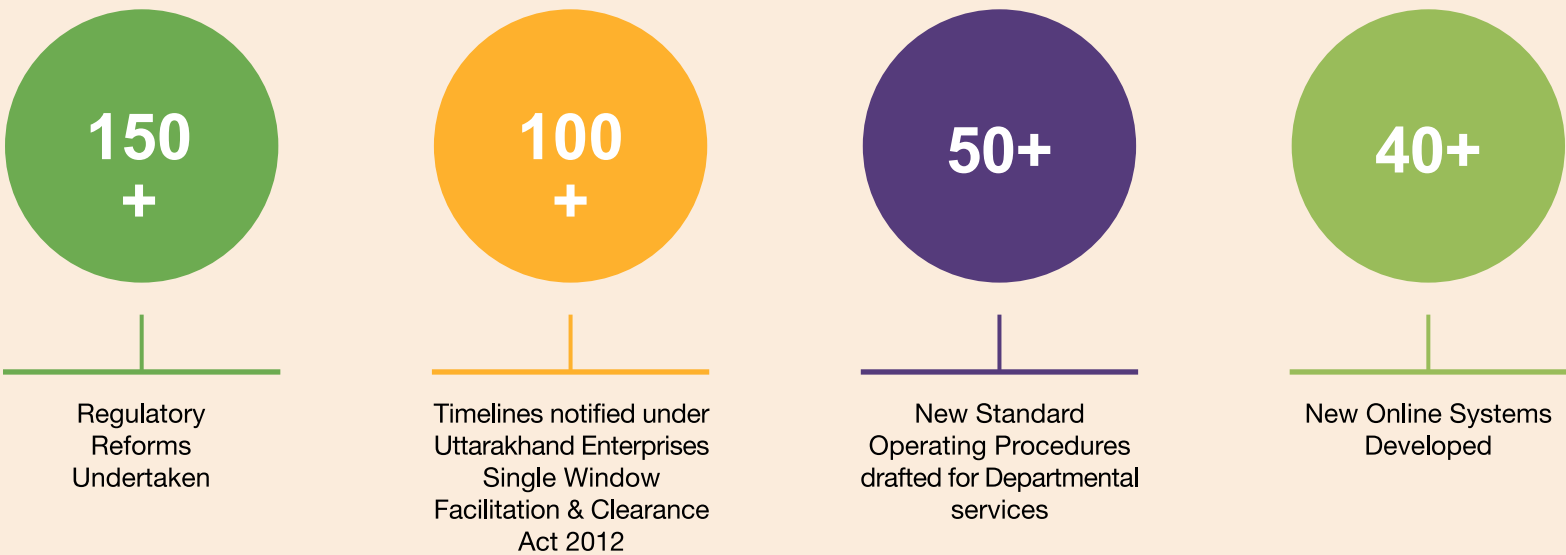 150
+
100
+
50+
40+
Regulatory
Reforms
Undertaken
Timelines notified under
Uttarakhand Enterprises
Single Window
Facilitation & Clearance
Act 2012
New Standard
Operating Procedures
drafted for Departmental
services
New Online Systems
Developed